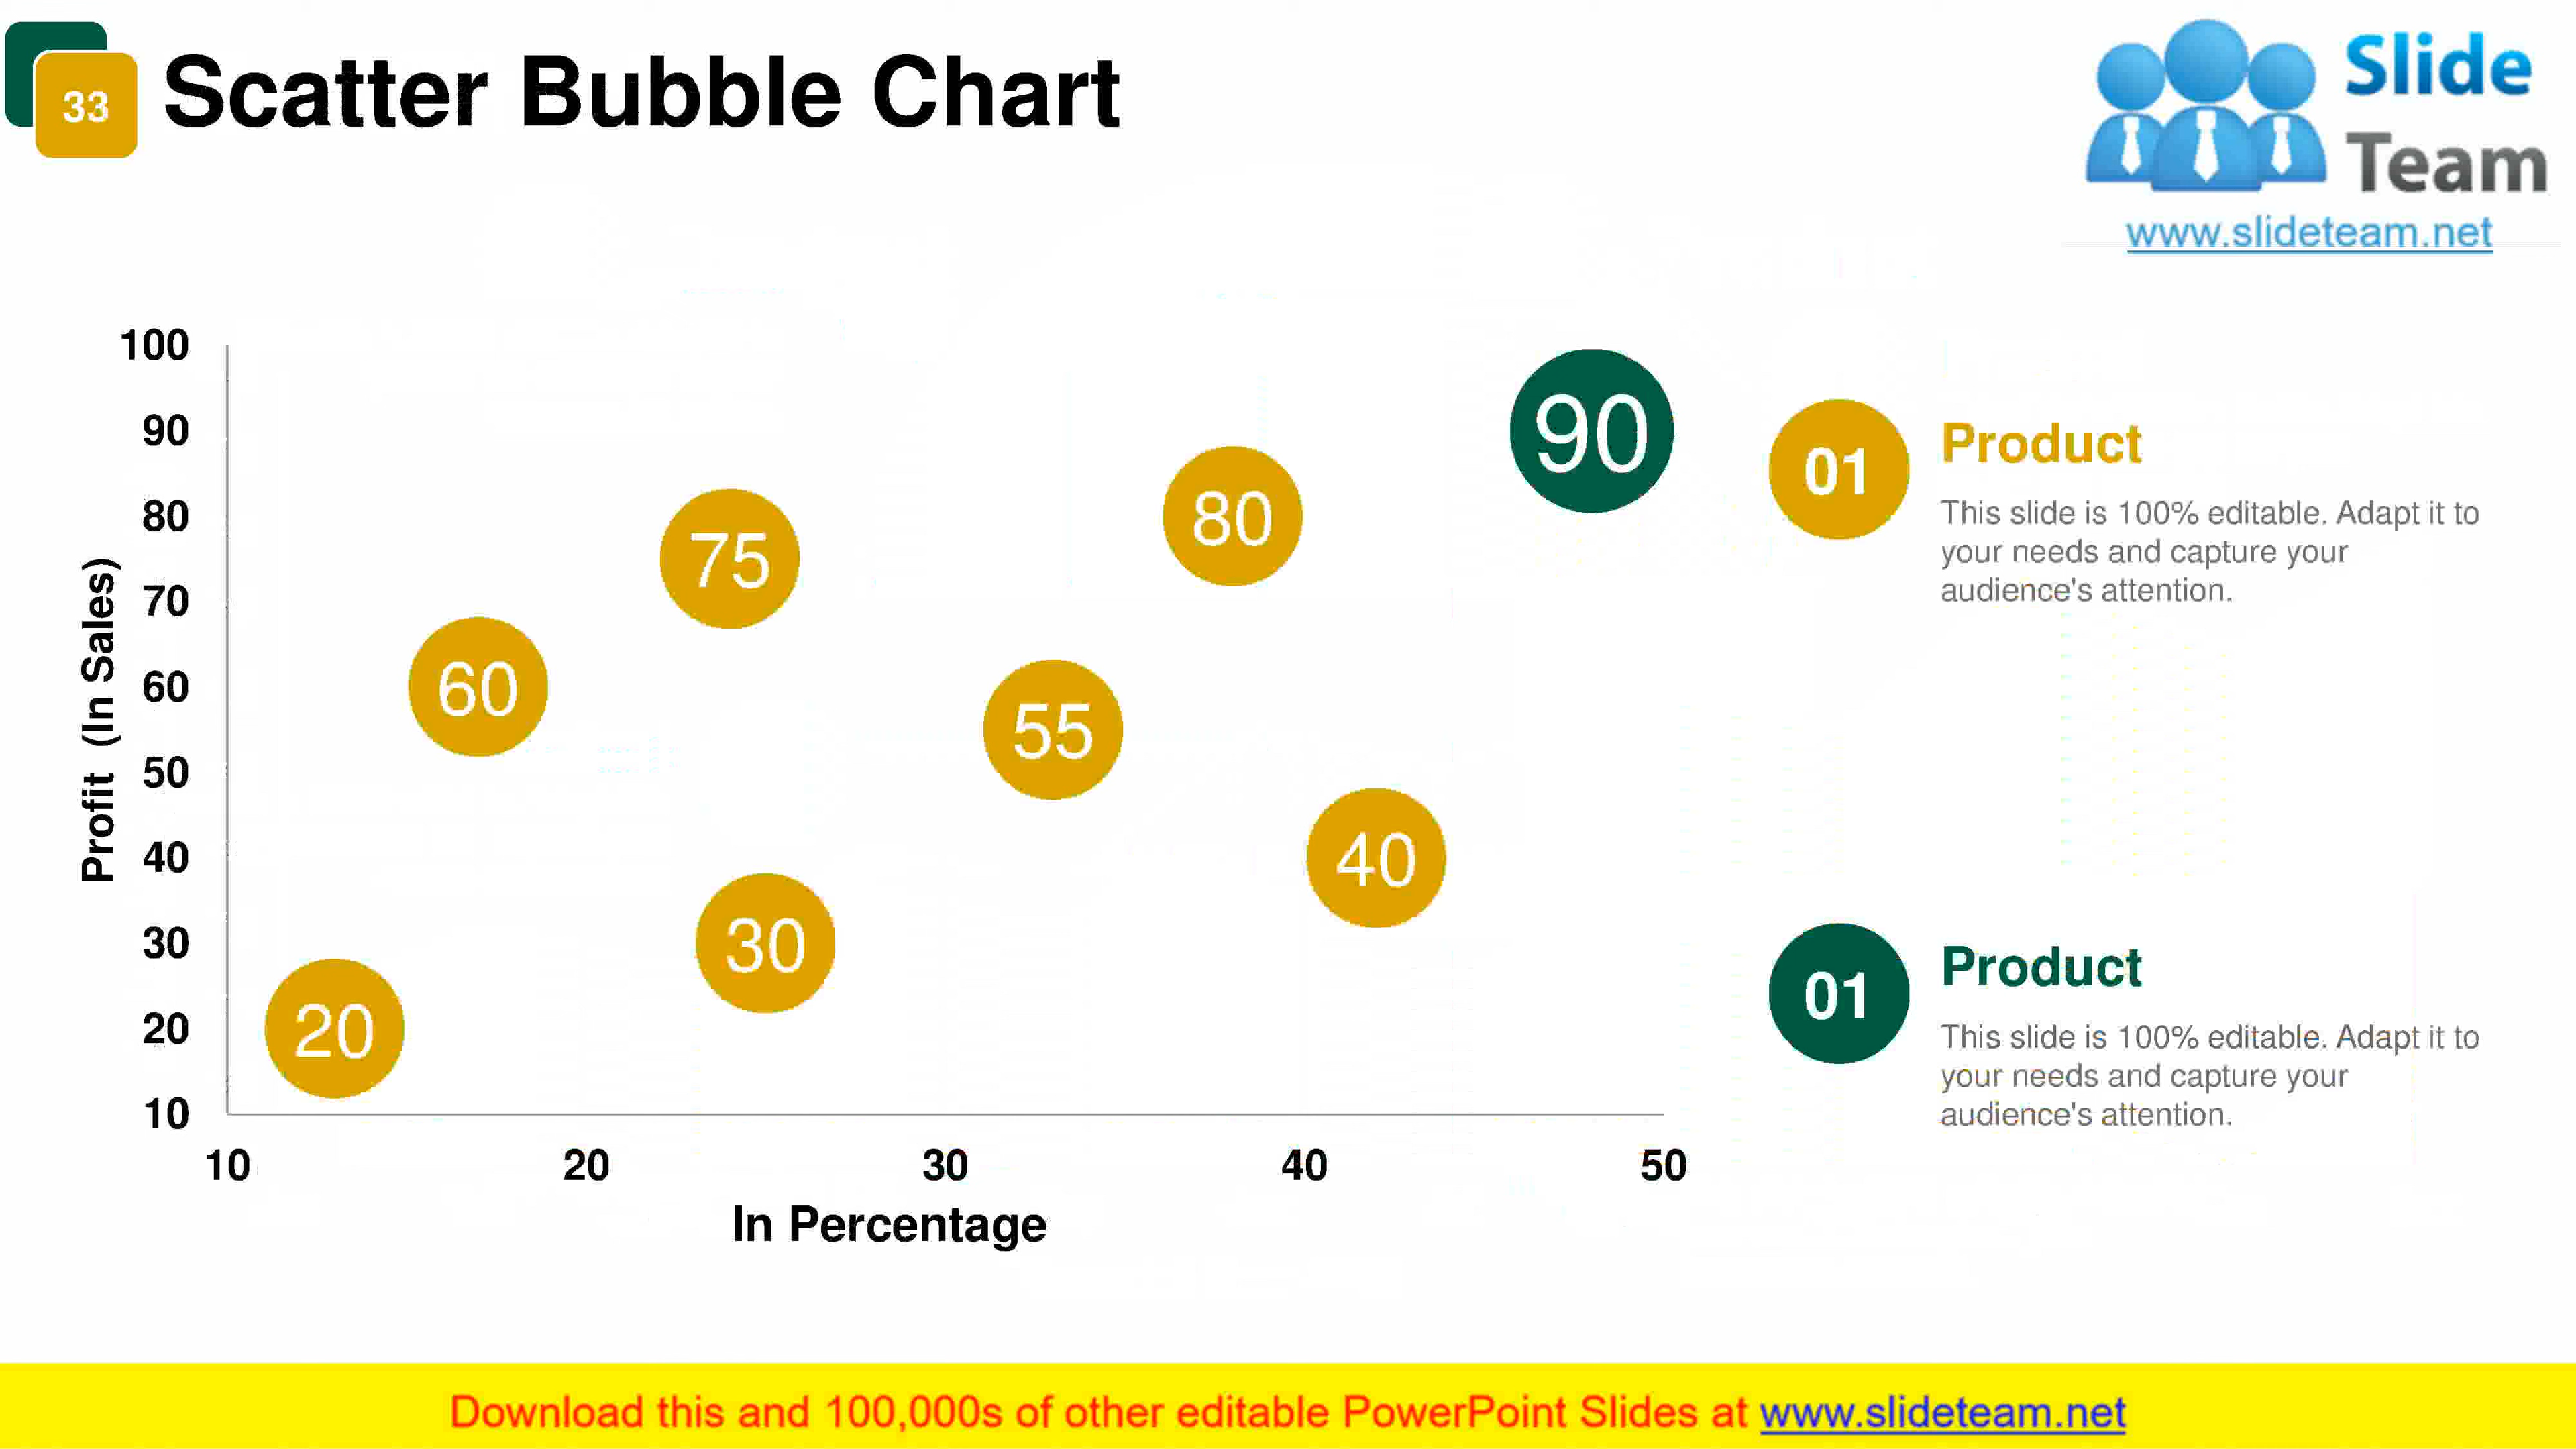 33
Scatter Bubble Chart
Slide
Team
www.slideteam.net
Profit (In Sales)
100
90
80
70
60
50
40
30
20
10
10 20 30 40 50
In Percentage
90
80
75
60
55
40
30
20
01
Product
This slide is 100% editable. Adapt it to
your needs and capture your
audience's attention.
01
Product
This slide is 100% editable. Adapt it to
your needs and capture your
audience's attention.
Download this and 100,000s of other editable PowerPoint Slides at www.slideteam.net